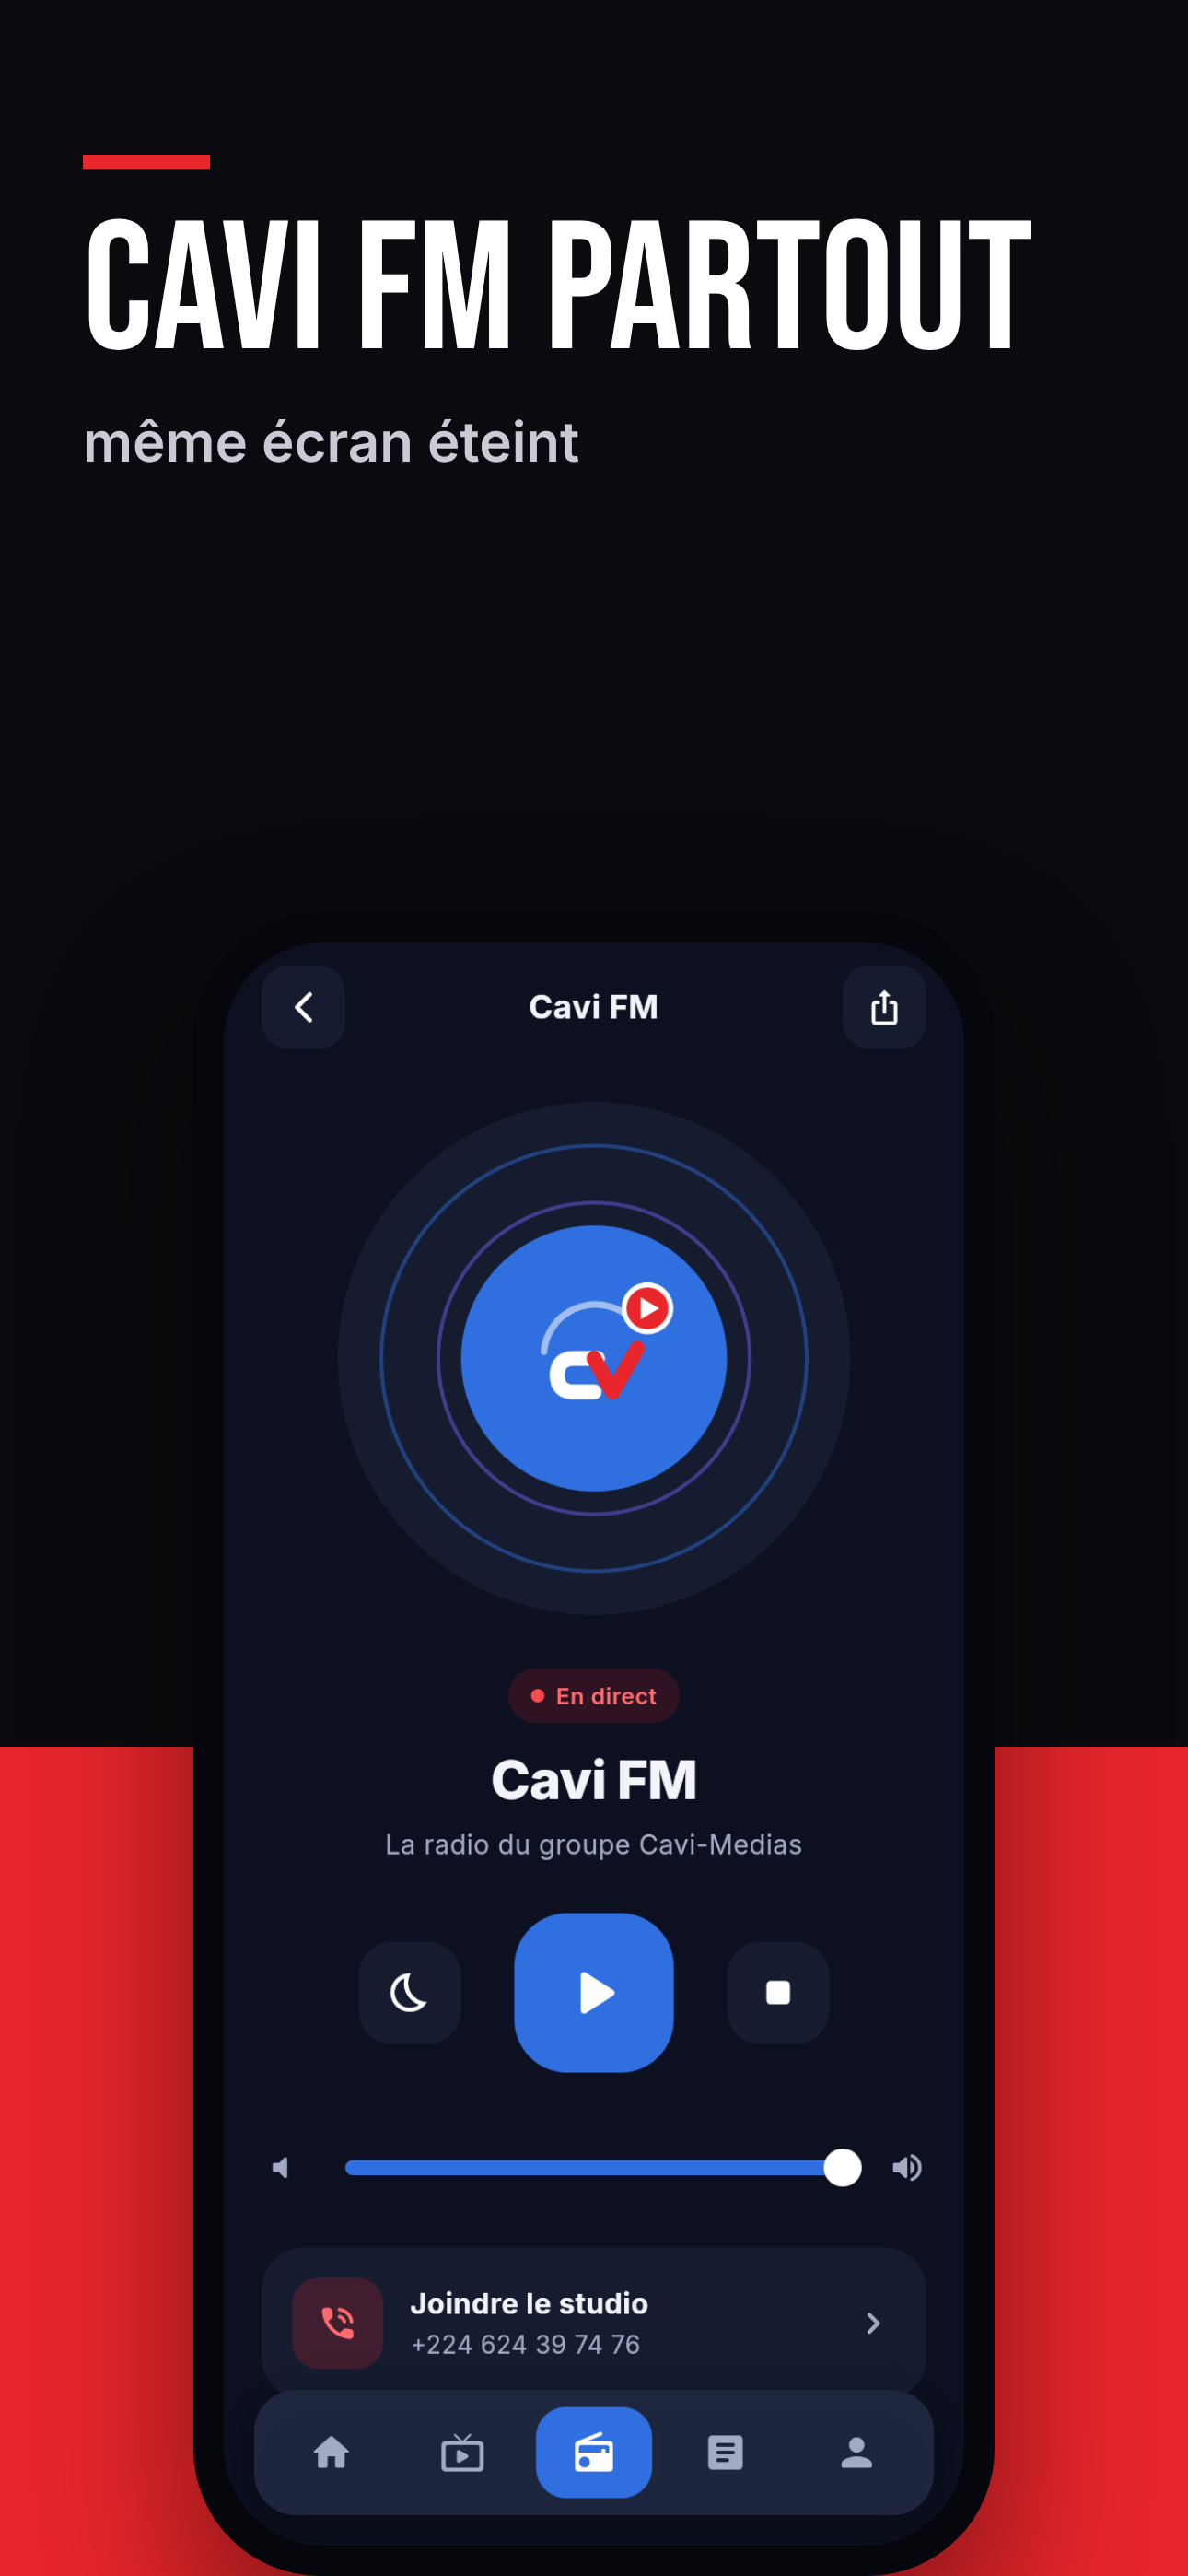 CAVI FM PARTOUT
même écran éteint
Cavi FM
CV
En direct
Cavi FM
La radio du groupe Cavi-Medias
Joindre le studio
+224 624 39 74 76